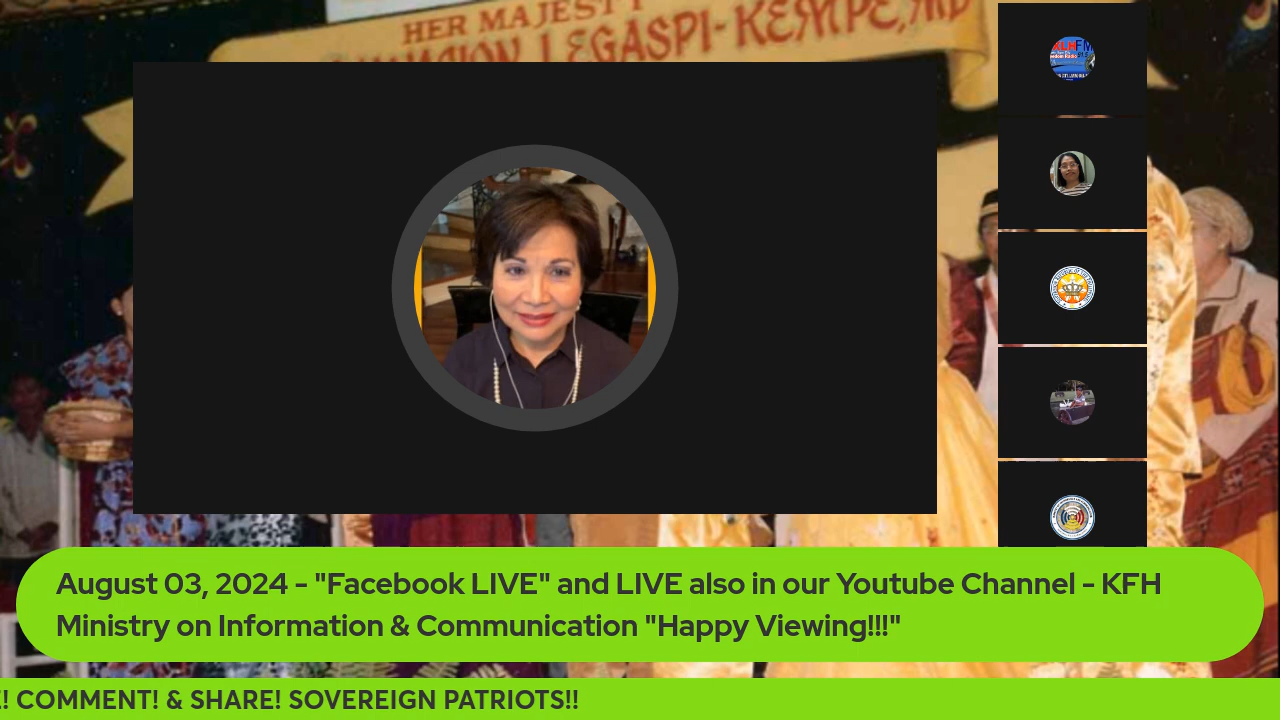 HER MAJESTY
LEGASPI-KEMPE, MD
XLHFM
August 03, 2024 - "Facebook LIVE" and LIVE also in our Youtube Channel - KFH
Ministry on Information & Communication "Happy Viewing!!!"
! COMMENT! & SHARE! SOVEREIGN PATRIOTS!!